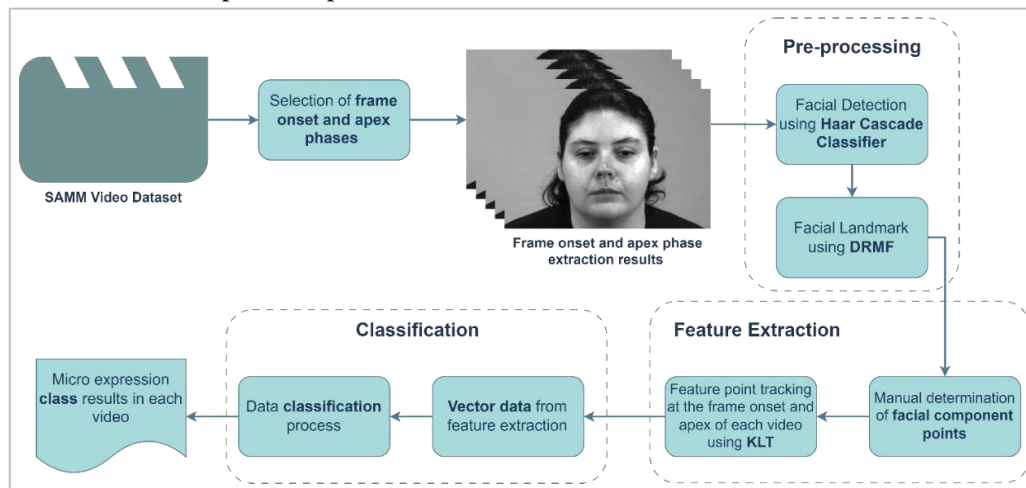 Pre-processing
Selection of frame
onset and apex
phases
Facial Detection
using Haar Cascade
Classifier
SAMM Video Dataset
Frame onset and apex phase
extraction results
Facial Landmark
using DRMF
Classification
Feature Extraction
Micro expression
class results in each
video
Data classification
process
Vector data from
feature extraction
Feature point tracking
at the frame onset and
apex of each video
using KLT
Manual determination
of facial component
points